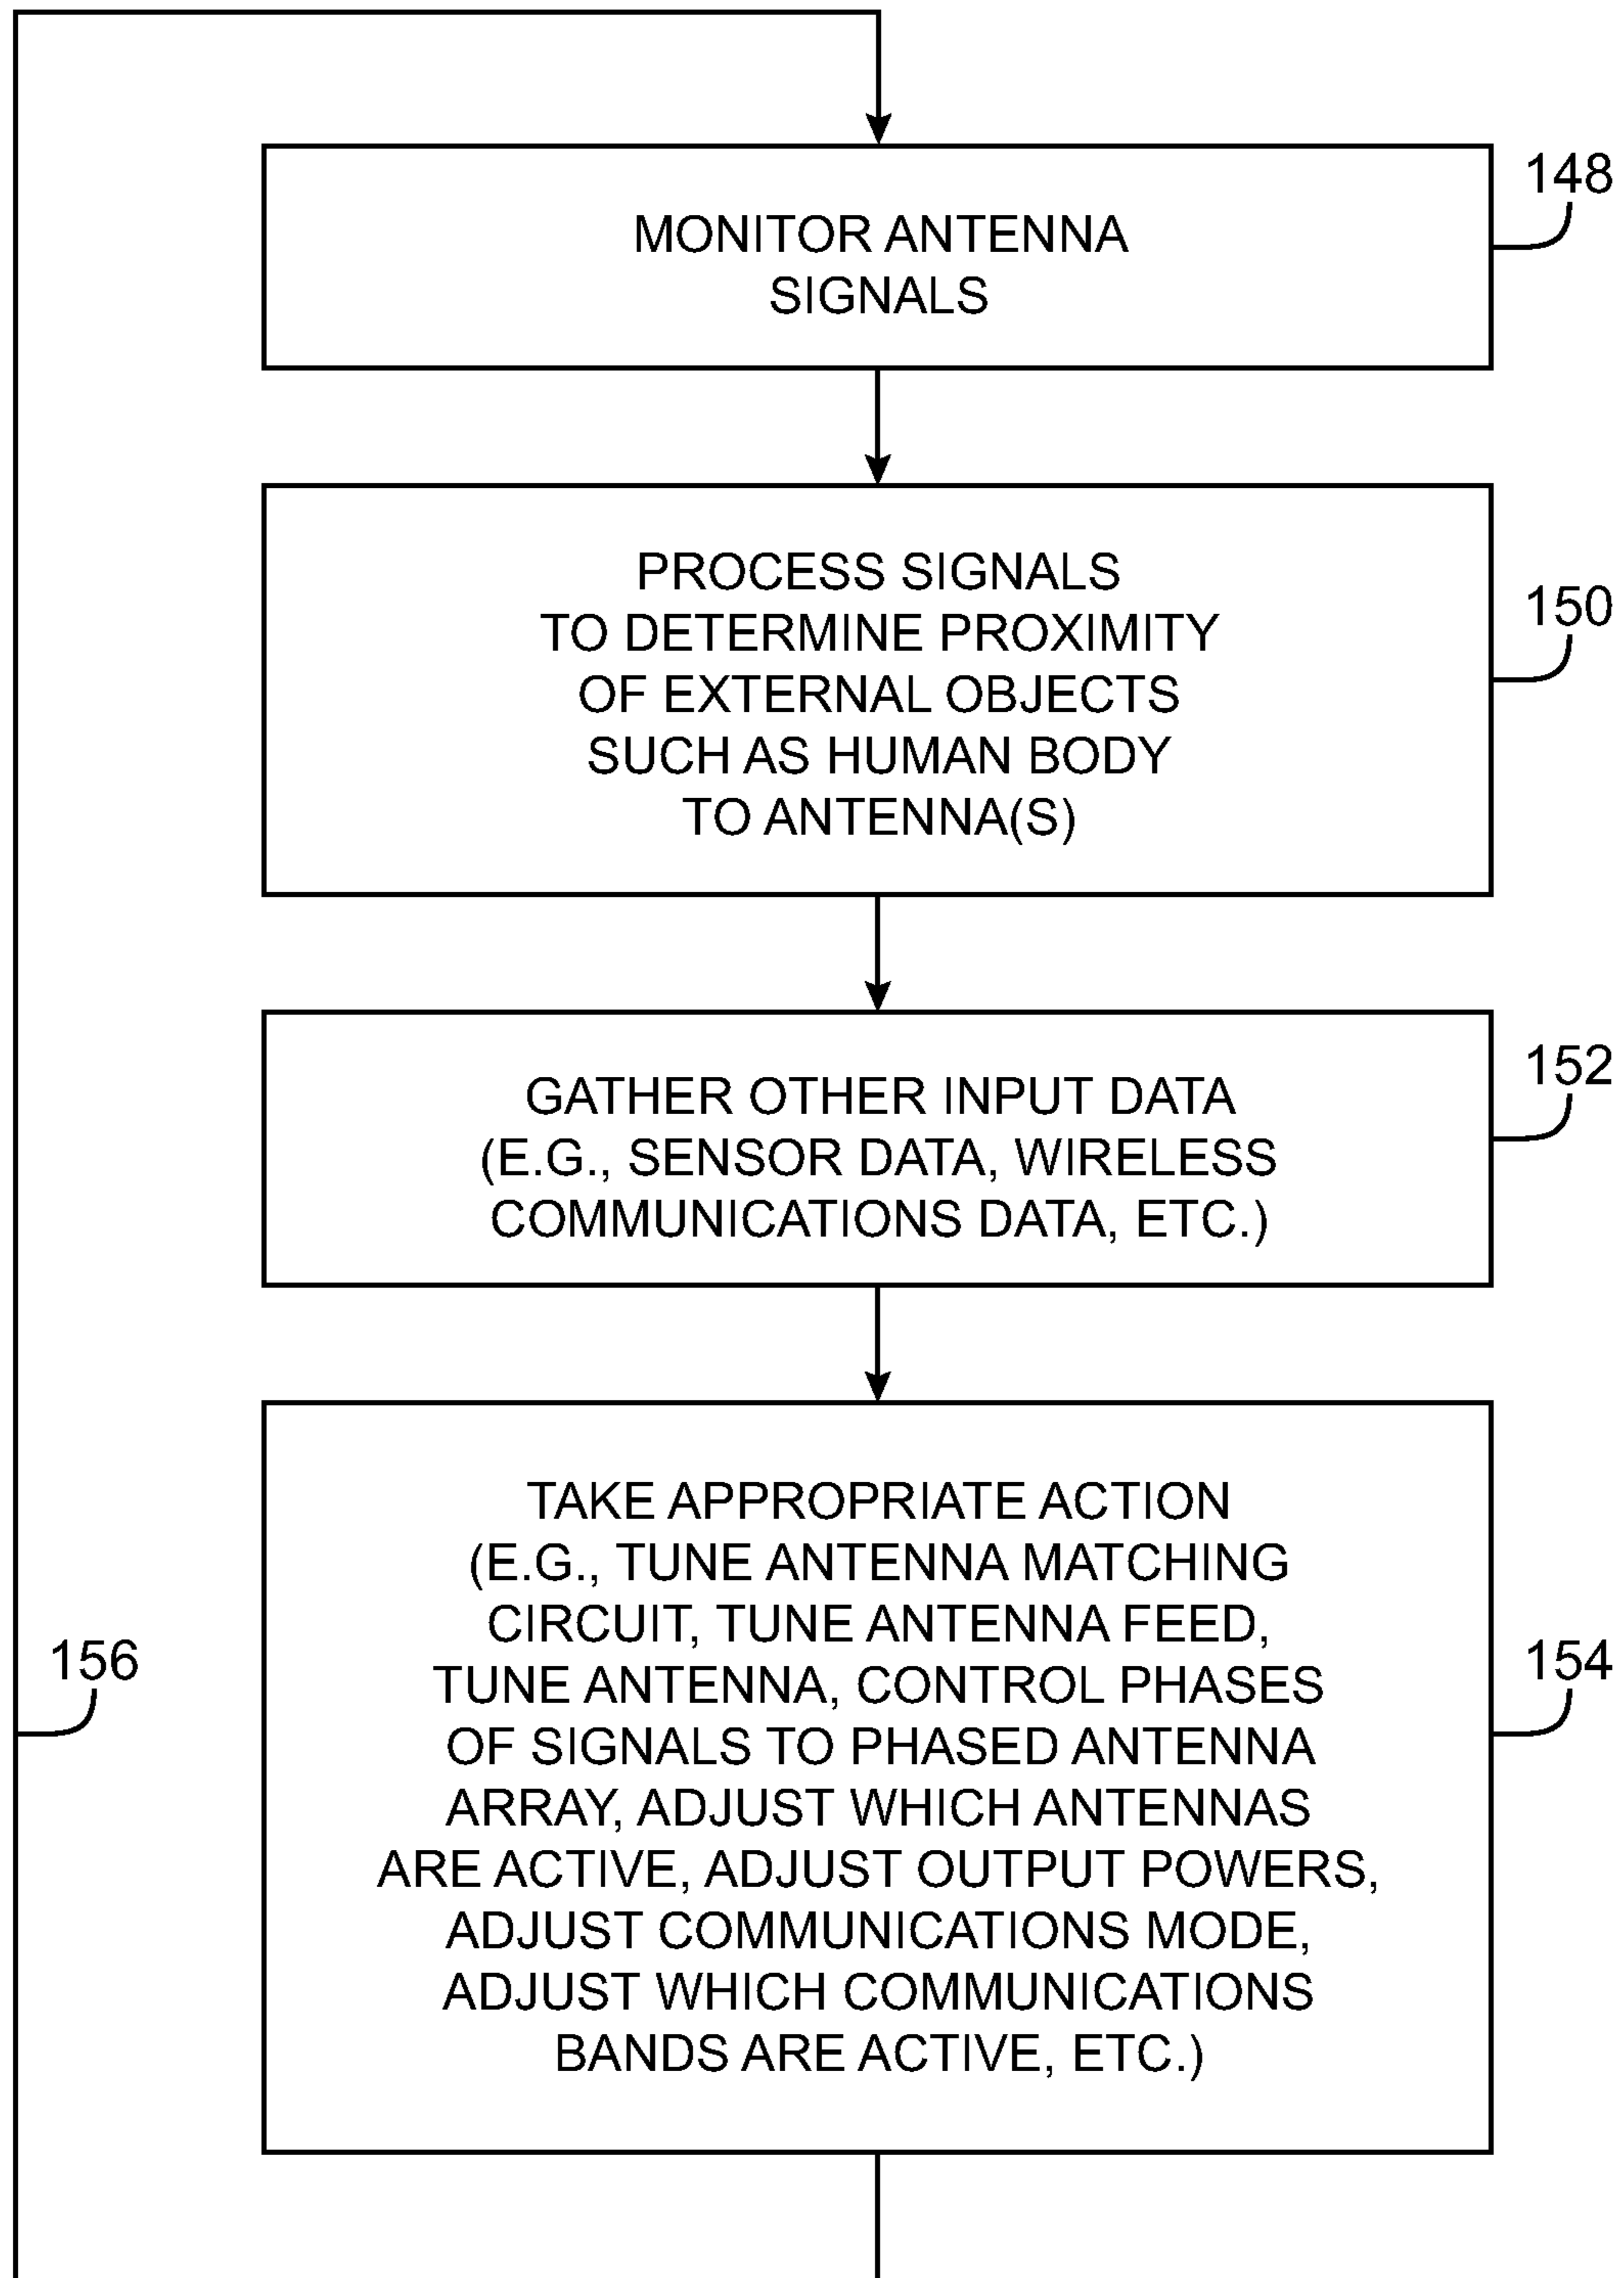 MONITOR ANTENNA
SIGNALS
148
PROCESS SIGNALS
TO DETERMINE PROXIMITY
OF EXTERNAL OBJECTS
SUCH AS HUMAN BODY
TO ANTENNA(S)
150
GATHER OTHER INPUT DATA
(E.G., SENSOR DATA, WIRELESS
COMMUNICATIONS DATA, ETC.)
152
TAKE APPROPRIATE ACTION
(E.G., TUNE ANTENNA MATCHING
CIRCUIT, TUNE ANTENNA FEED,
TUNE ANTENNA, CONTROL PHASES
OF SIGNALS TO PHASED ANTENNA
ARRAY, ADJUST WHICH ANTENNAS
ARE ACTIVE, ADJUST OUTPUT POWERS,
ADJUST COMMUNICATIONS MODE,
ADJUST WHICH COMMUNICATIONS
BANDS ARE ACTIVE, ETC.)
154
156